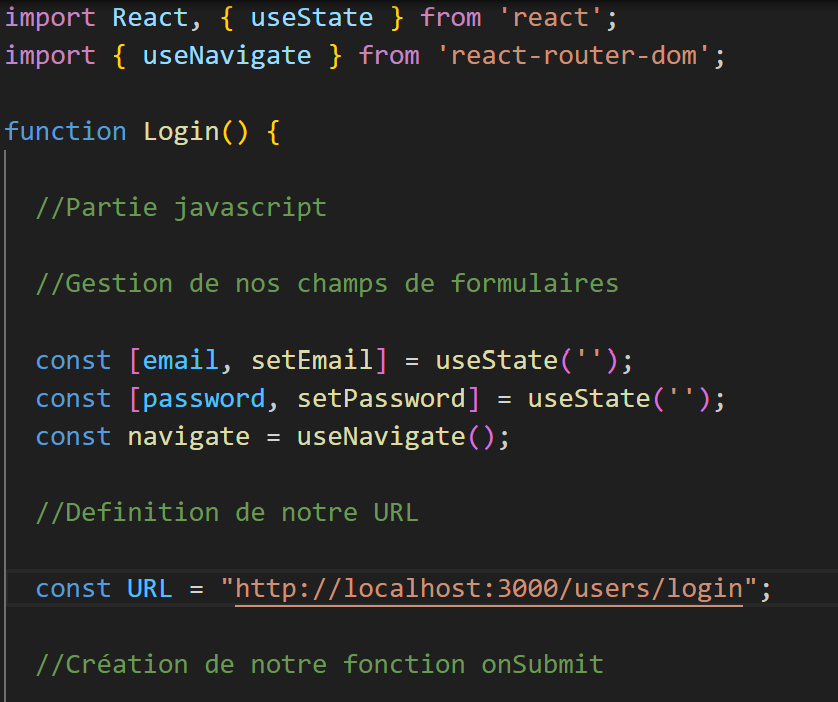 import React, { useState } from 'react';
import { useNavigate } from 'react-router-dom';
function Login() {
//Partie javascript
//Gestion de nos champs de formulaires
const [email, setEmail] = useState('');
const [password, setPassword] = useState('');
const navigate = useNavigate();
//Definition de notre URL
const URL = "http://localhost:3000/users/login";
//Création de notre fonction onSubmit